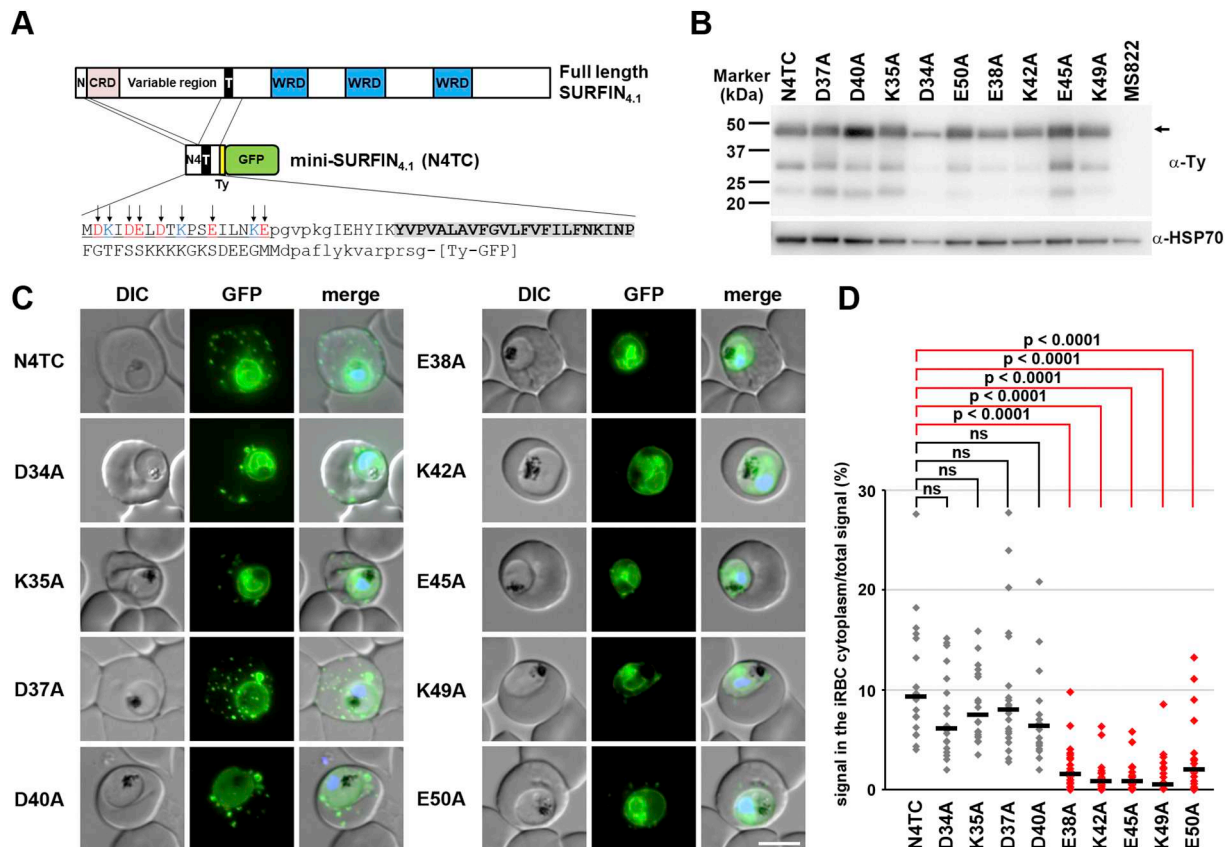 A
N CRD Variable region T WRD WRD WRD
Full length
SURFIN4.1
N4 T GFP
mini-SURFIN4.1 (N4TC)
Ty
MDKIDELDTKPSEILNKEpgvpkgIEHYIKYVPVALAVFGVLFVFILFNKINP
FGTFSSKKKKGKSDEEGMMdpaflykvarprsg-[Ty-GFP]
B
Marker
(kDa)
N4TC D37A D40A K35A D34A E50A E38A K42A E45A K49A MS822
50
37
25
20
α-Ty
α-HSP70
C
DIC GFP merge
N4TC
D34A
K35A
D37A
D40A
DIC GFP merge
E38A
K42A
E45A
K49A
E50A
D
p < 0.0001
p < 0.0001
p < 0.0001
p < 0.0001
p < 0.0001
ns
ns
ns
ns
signal in the iRBC cytoplasm/total signal (%)
30
20
10
0
N4TC D34A K35A D37A D40A E38A K42A E45A K49A E50A